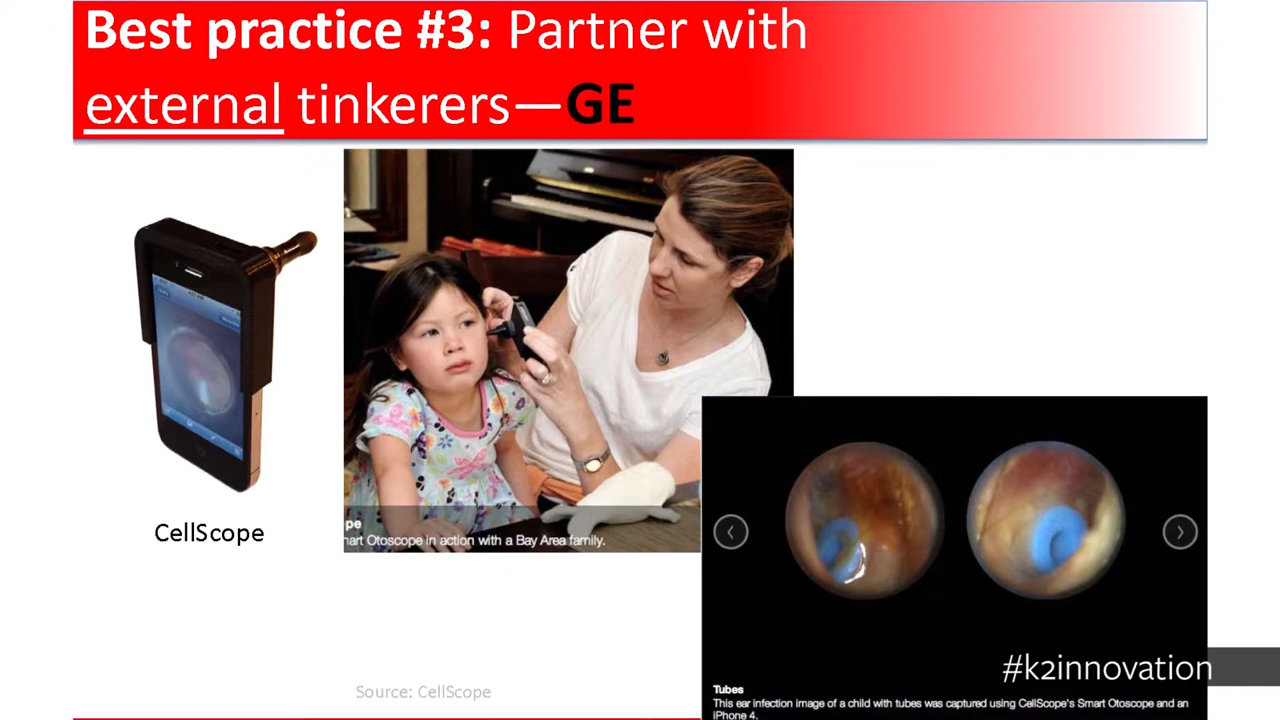 Best practice #3: Partner with
external tinkerers—GE
CellScope
pe
nart Otoscope in action with a Bay Area family.
Source: CellScope
#k2innovation
Tubes
This ear infection image of a child with tubes was captured using CellScope's Smart Otoscope and an
iPhone 4.